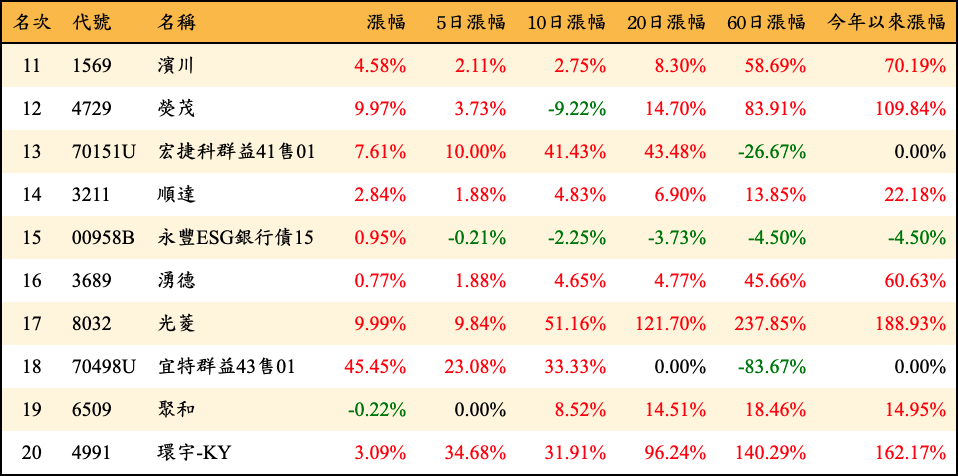 名次 代號 名稱 漲幅 5日漲幅 10日漲幅 20日漲幅 60日漲幅 今年以來漲幅
11 1569 濱川 4.58% 2.11% 2.75% 8.30% 58.69% 70.19%
12 4729 熒茂 9.97% 3.73% -9.22% 14.70% 83.91% 109.84%
13 70151U 宏捷科群益41售01 7.61% 10.00% 41.43% 43.48% -26.67% 0.00%
14 3211 順達 2.84% 1.88% 4.83% 6.90% 13.85% 22.18%
15 00958B 永豐ESG銀行債15 0.95% -0.21% -2.25% -3.73% -4.50% -4.50%
16 3689 湧德 0.77% 1.88% 4.65% 4.77% 45.66% 60.63%
17 8032 光菱 9.99% 9.84% 51.16% 121.70% 237.85% 188.93%
18 70498U 宜特群益43售01 45.45% 23.08% 33.33% 0.00% -83.67% 0.00%
19 6509 聚和 -0.22% 0.00% 8.52% 14.51% 18.46% 14.95%
20 4991 環宇-KY 3.09% 34.68% 31.91% 96.24% 140.29% 162.17%